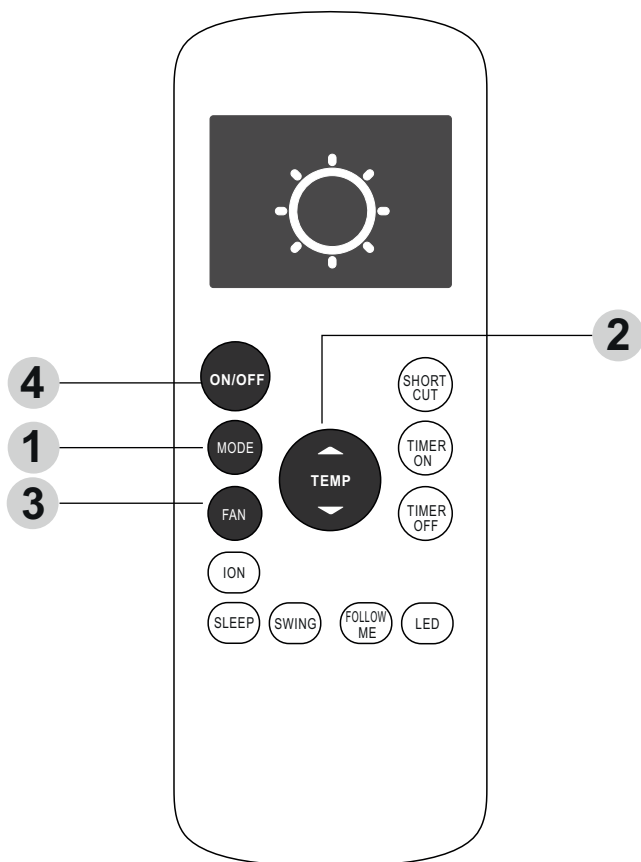 2
4
ON/OFF
SHORT
CUT
1
MODE
TEMP
TIMER
ON
3
FAN
TIMER
OFF
ION
SLEEP
SWING
FOLLOW
ME
LED